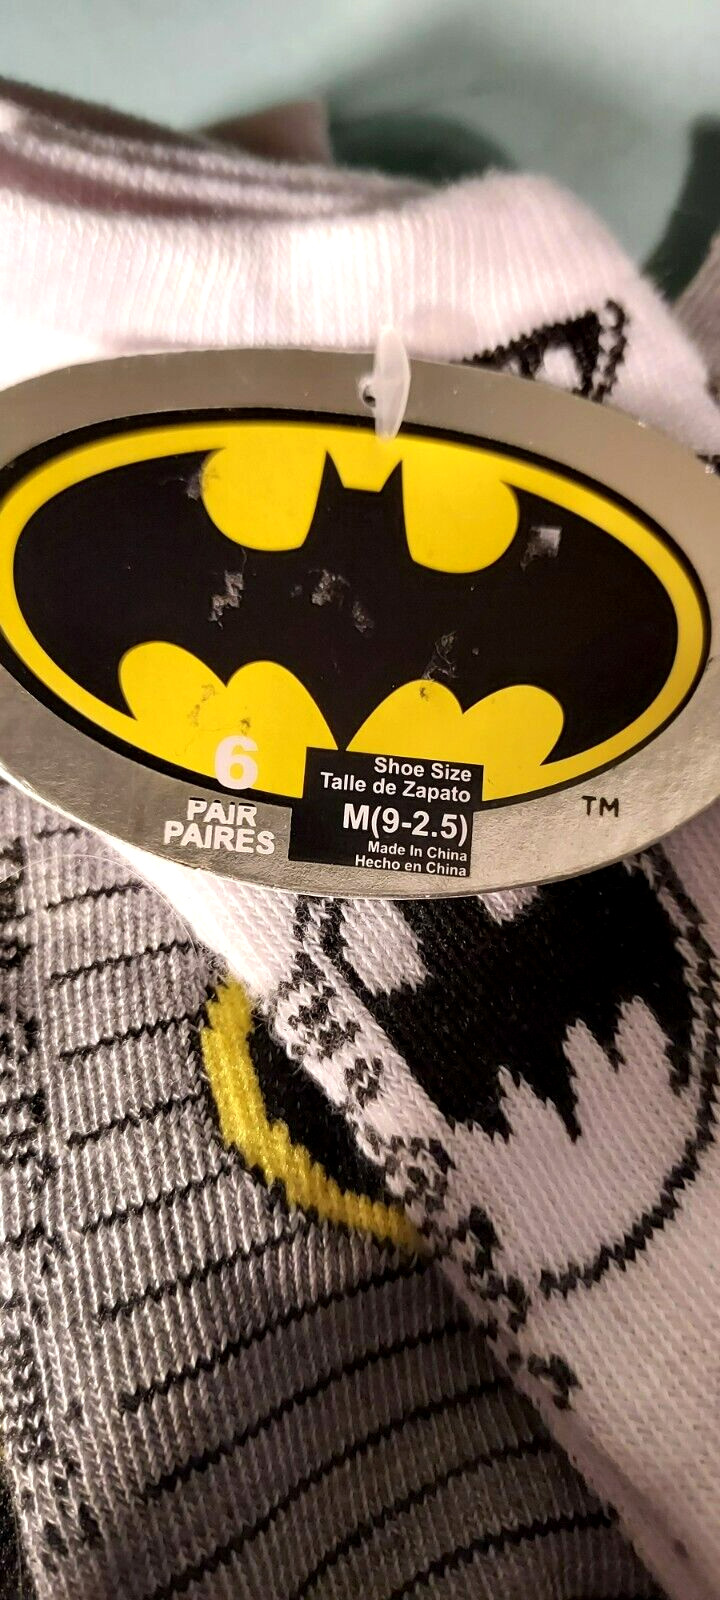 6
PAIR
PAIRES
Shoe Size
Talle de Zapato
M(9-2.5)
Made In China
Hecho en China
TM